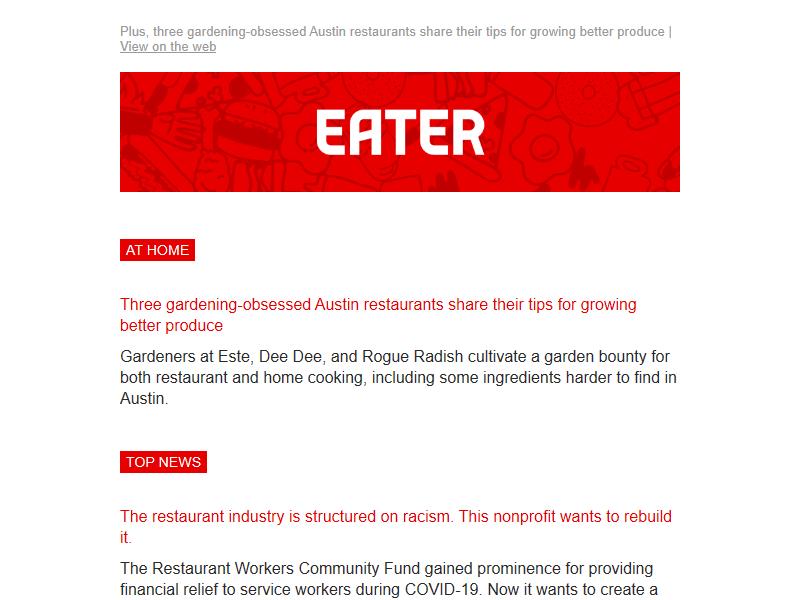 Plus, three gardening-obsessed Austin restaurants share their tips for growing better produce |
View on the web
EATER
AT HOME
Three gardening-obsessed Austin restaurants share their tips for growing
better produce
Gardeners at Este, Dee Dee, and Rogue Radish cultivate a garden bounty for
both restaurant and home cooking, including some ingredients harder to find in
Austin.
TOP NEWS
The restaurant industry is structured on racism. This nonprofit wants to rebuild
it.
The Restaurant Workers Community Fund gained prominence for providing
financial relief to service workers during COVID-19. Now it wants to create a